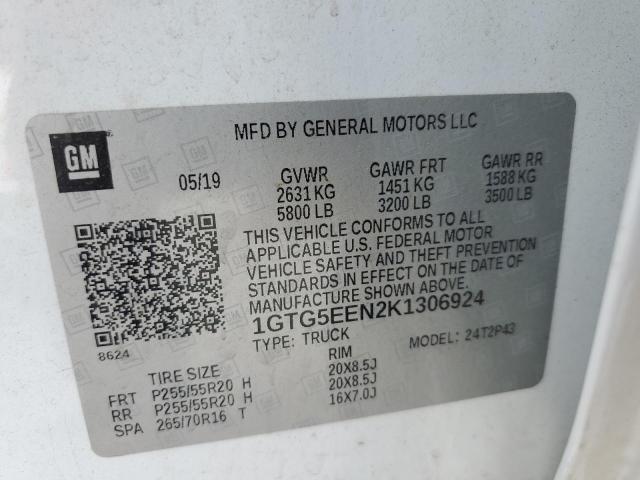 GM
MFD BY GENERAL MOTORS LLC
05/19 GVWR GAWR FRT GAWR RR
2631 KG 1451 KG 1588 KG
5800 LB 3200 LB 3500 LB
THIS VEHICLE CONFORMS TO ALL
APPLICABLE U.S. FEDERAL MOTOR
VEHICLE SAFETY AND THEFT PREVENTION
STANDARDS IN EFFECT ON THE DATE OF
MANUFACTURE SHOWN ABOVE.
1GTG5EEN2K1306924
8624 TYPE: TRUCK MODEL: 24T2P43
TIRE SIZE RIM
FRT P255/55R20 H 20X8.5J
RR P255/55R20 H 20X8.5J
SPA 265/70R16 T 16X7.0J